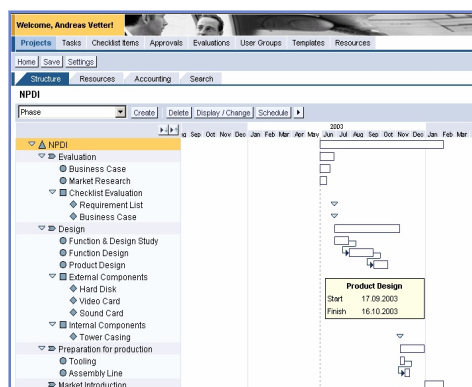 Welcome, Andreas Vetter!
Projects Tasks Checklist Items Approvals Evaluations User Groups Templates Resources
Home Save Settings
Structure Resources Accounting Search
NPDI
Phase Create Delete Display / Change Schedule
2003
Sep Oct Nov Dec Jan Feb Mar Apr May Jun Jul Aug Sep Oct Nov Dec Jan Feb Mar
NPDI
Evaluation
Business Case
Market Research
Checklist Evaluation
Requirement List
Business Case
Design
Function & Design Study
Function Design
Product Design
External Components
Hard Disk
Video Card
Sound Card
Internal Components
Tower Casing
Preparation for production
Tooling
Assembly Line
Market Introduction
Product Design
Start 17.09.2003
Finish 16.10.2003